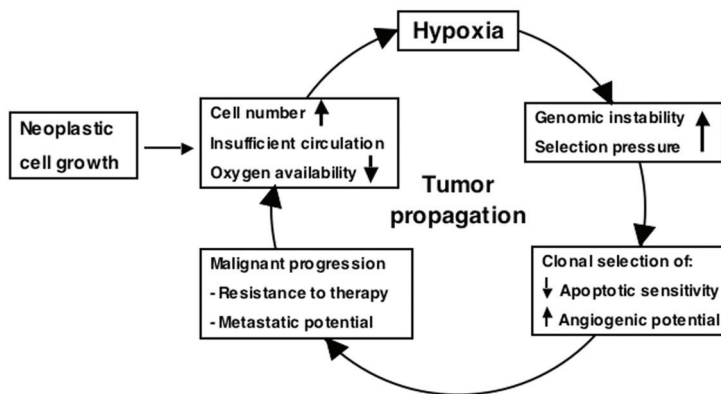 Hypoxia
Cell number ↑
Insufficient circulation
Oxygen availability ↓
Genomic instability
Selection pressure ↑
Neoplastic
cell growth
Tumor
propagation
Malignant progression
- Resistance to therapy
- Metastatic potential
Clonal selection of:
↓ Apoptotic sensitivity
↑ Angiogenic potential